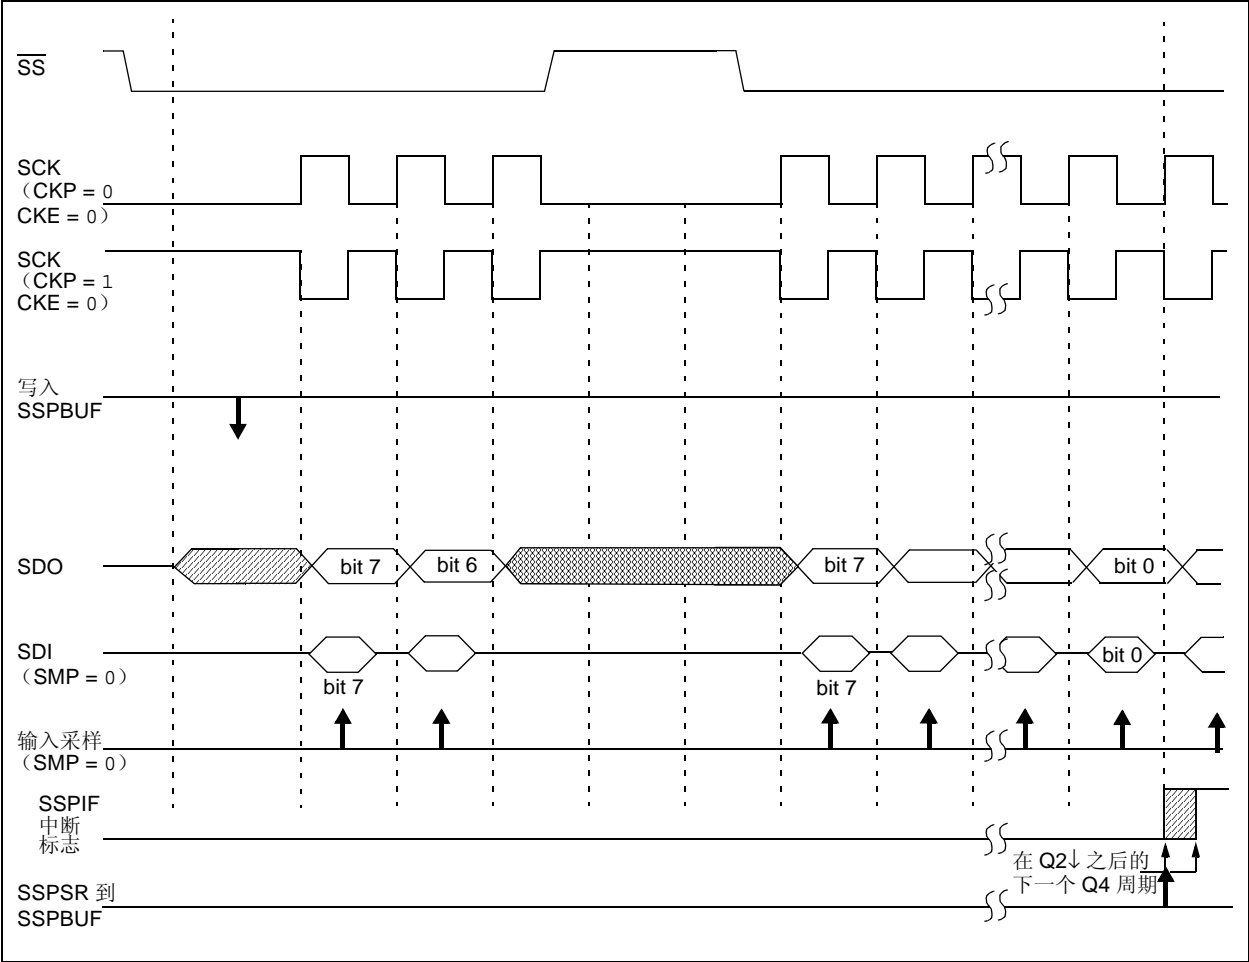 SS
SCK
（CKP = 0
CKE = 0）
SCK
（CKP = 1
CKE = 0）
写入
SSPBUF
SDO
bit 7
bit 6
bit 7
bit 0
SDI
（SMP = 0）
bit 0
bit 7
bit 7
输入采样
（SMP = 0）
SSPIF
中断
标志
在 Q2↓之后的
下一个 Q4 周期
SSPSR 到
SSPBUF